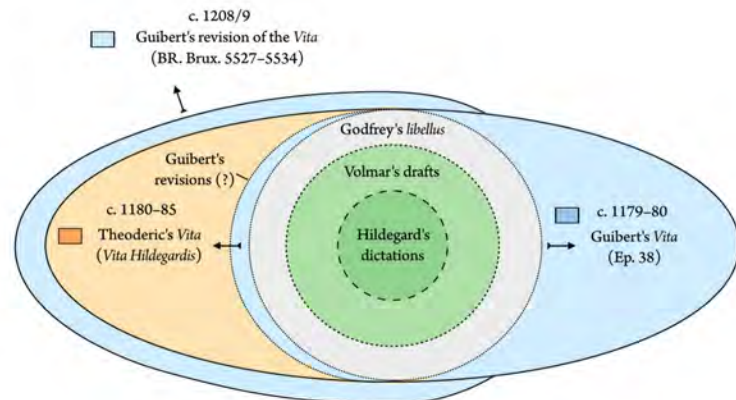 c. 1208/9
Guibert's revision of the Vita
(BR. Brux. 5527–5534)
Godfrey's libellus
Guibert's
revisions (?)
Volmar's drafts
c. 1180–85
Theoderic's Vita
(Vita Hildegardis)
Hildegard's
dictations
c. 1179–80
Guibert's Vita
(Ep. 38)